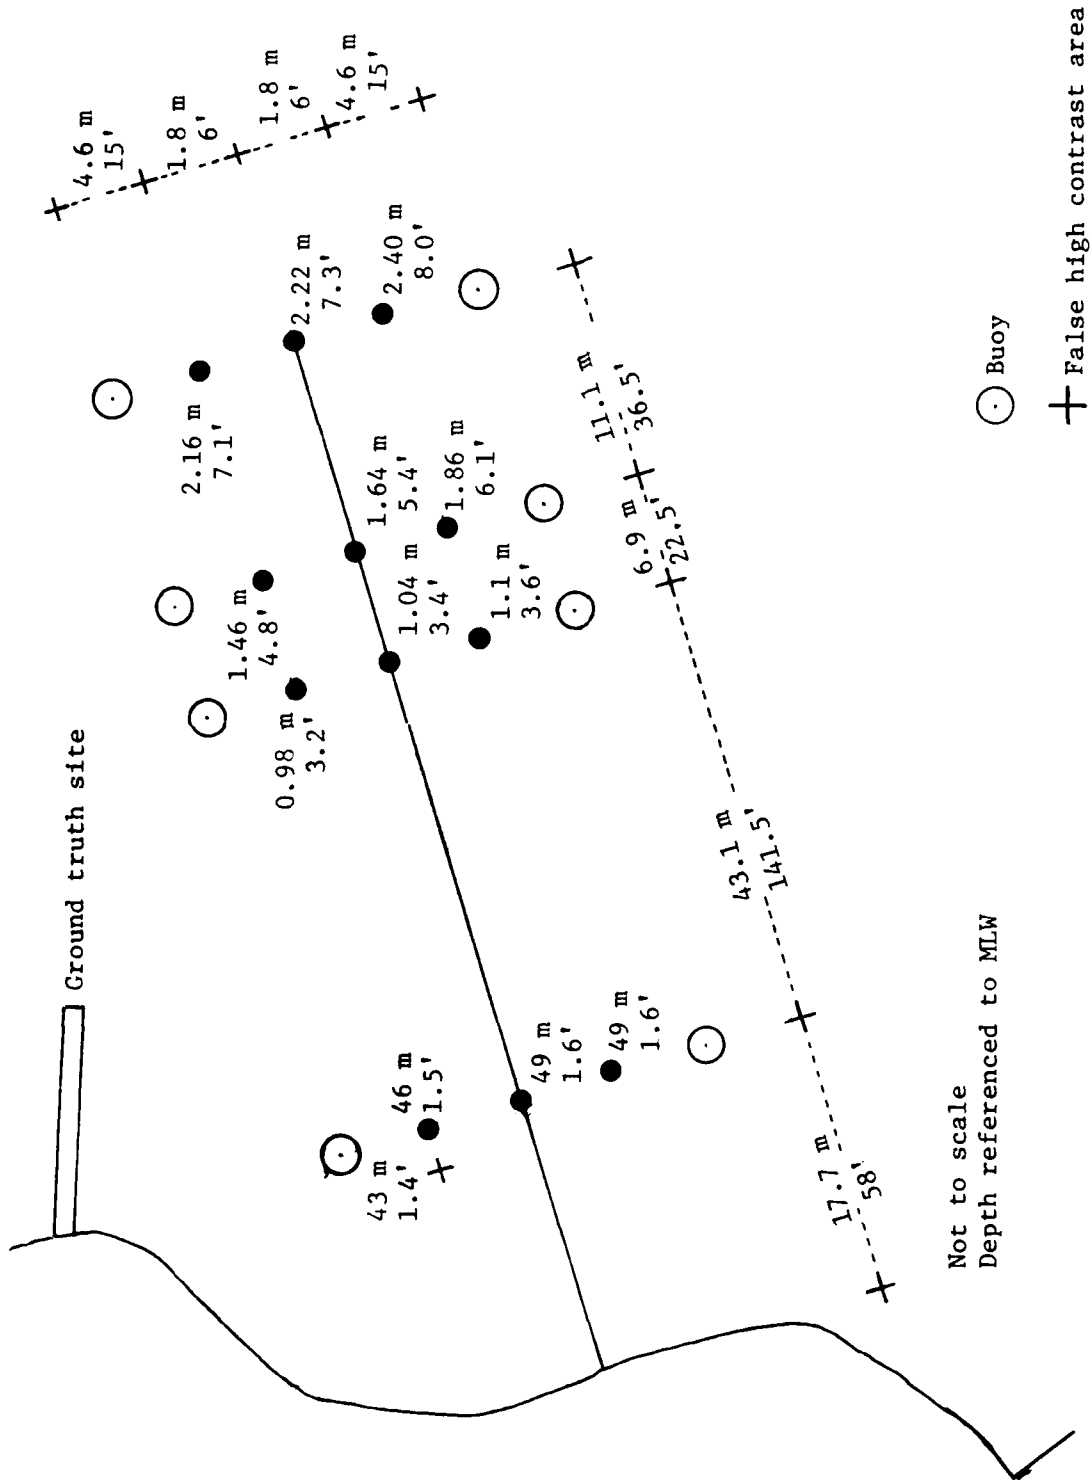 Ground truth site
4.6 m
15'
1.8 m
6'
1.8 m
6'
4.6 m
15'
2.16 m
7.1'
2.22 m
7.3'
2.40 m
8.0'
1.46 m
4.8'
1.64 m
5.4'
1.86 m
6.1'
0.98 m
3.2'
1.04 m
3.4'
1.1 m
3.6'
46 m
1.5'
43 m
1.4'
49 m
1.6'
49 m
1.6'
17.7 m
58'
43.1 m
141.5'
6.9 m
22.5'
11.1 m
36.5'
Not to scale
Depth referenced to MLW
Buoy
False high contrast area